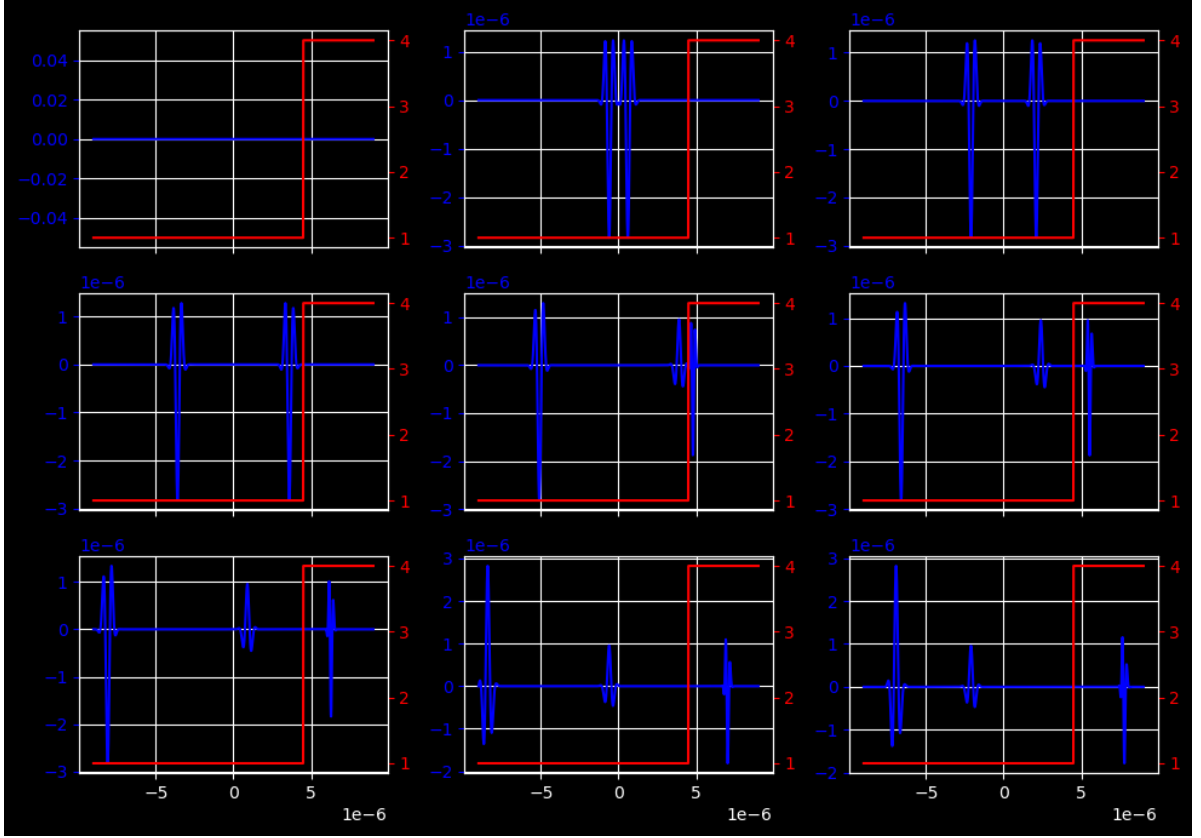 1e-6 1e-6
0.04 4 1 4 1 4
0.02 3 0 3 0 3
0.00 −1 −1
−0.02 2 −2 2 −2 2
−0.04 1 −3 1 −3 1
1e-6 1e-6 1e-6
1 4 1 4 1 4
0 3 0 3 0 3
−1 2 −1 2 −1 2
−2 −2 −2
−3 1 −3 1 −3 1
1e-6 1e-6 1e-6
1 4 3 4 3 4
0 3 2 3 2 3
−1 2 1 2 1 2
−2 0 0
−3 1 −1 1 −1 1
−2 −2
−5 0 5 −5 0 5 −5 0 5
1e-6 1e-6 1e-6